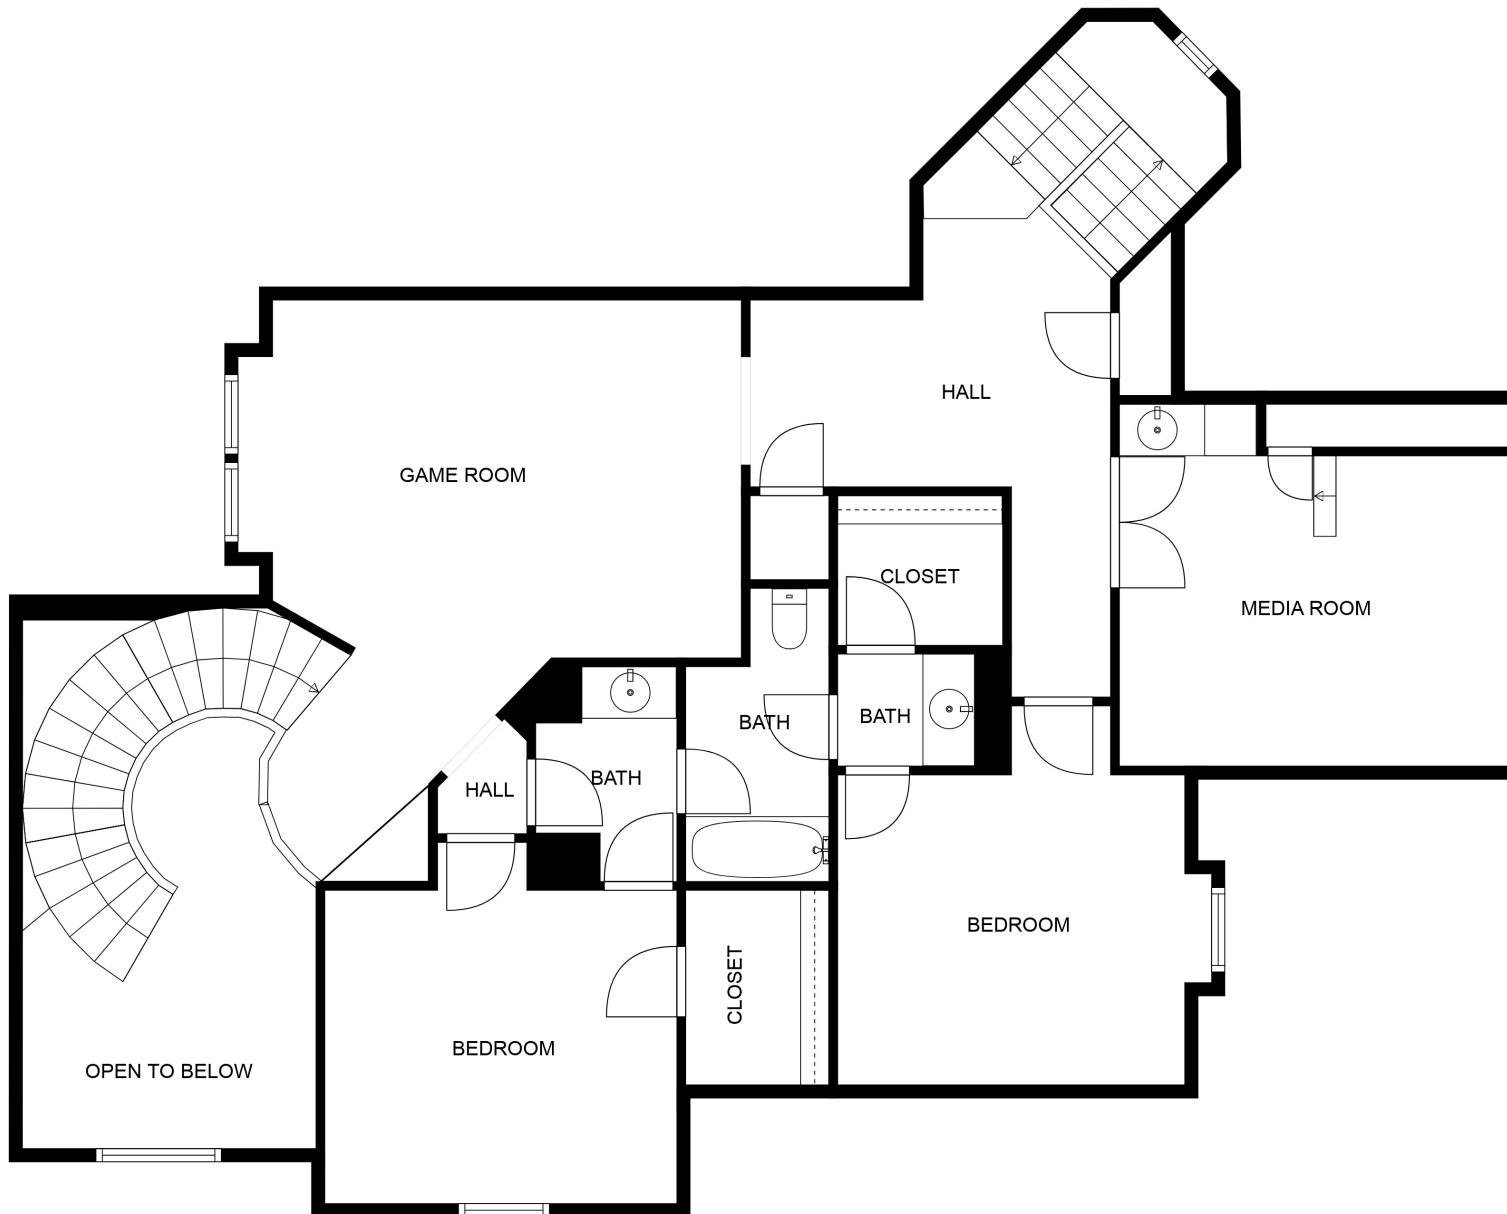 HALL
GAME ROOM
CLOSET
MEDIA ROOM
BATH
BATH
BATH
HALL
BEDROOM
CLOSET
BEDROOM
OPEN TO BELOW